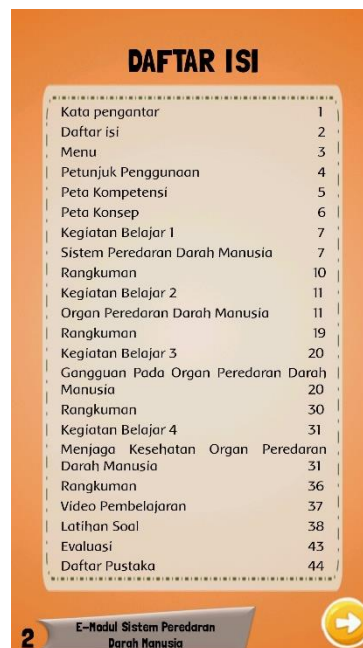 DAFTAR ISI
Kata pengantar 1
Daftar isi 2
Menu 3
Petunjuk Penggunaan 4
Peta Kompetensi 5
Peta Konsep 6
Kegiatan Belajar 1 7
Sistem Peredaran Darah Manusia 7
Rangkuman 10
Kegiatan Belajar 2 11
Organ Peredaran Darah Manusia 11
Rangkuman 19
Kegiatan Belajar 3 20
Gangguan Pada Organ Peredaran Darah
Manusia 20
Rangkuman 30
Kegiatan Belajar 4 31
Menjaga Kesehatan Organ Peredaran
Darah Manusia 31
Rangkuman 36
Video Pembelajaran 37
Latihan Soal 38
Evaluasi 43
Daftar Pustaka 44
2
E-Modul Sistem Peredaran
Darah Manusia